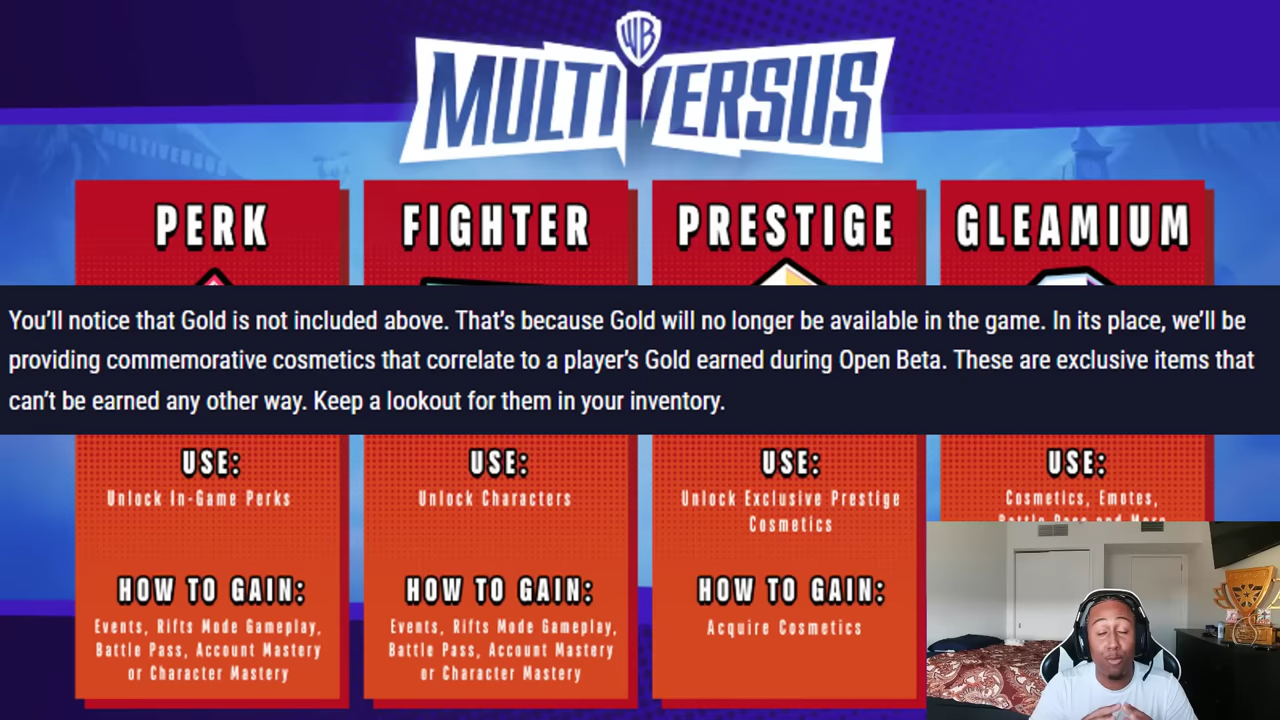 WB
MULTIVERSUS
PERK
FIGHTER
PRESTIGE
GLEAMIUM
You'll notice that Gold is not included above. That's because Gold will no longer be available in the game. In its place, we'll be
providing commemorative cosmetics that correlate to a player's Gold earned during Open Beta. These are exclusive items that
can't be earned any other way. Keep a lookout for them in your inventory.
USE:
Unlock In-Game Perks
HOW TO GAIN:
Events, Rifts Mode Gameplay,
Battle Pass, Account Mastery
or Character Mastery
USE:
Unlock Characters
HOW TO GAIN:
Events, Rifts Mode Gameplay,
Battle Pass, Account Mastery
or Character Mastery
USE:
Unlock Exclusive Prestige
Cosmetics
HOW TO GAIN:
Acquire Cosmetics
USE:
Cosmetics, Emotes,
Battle Pass and More